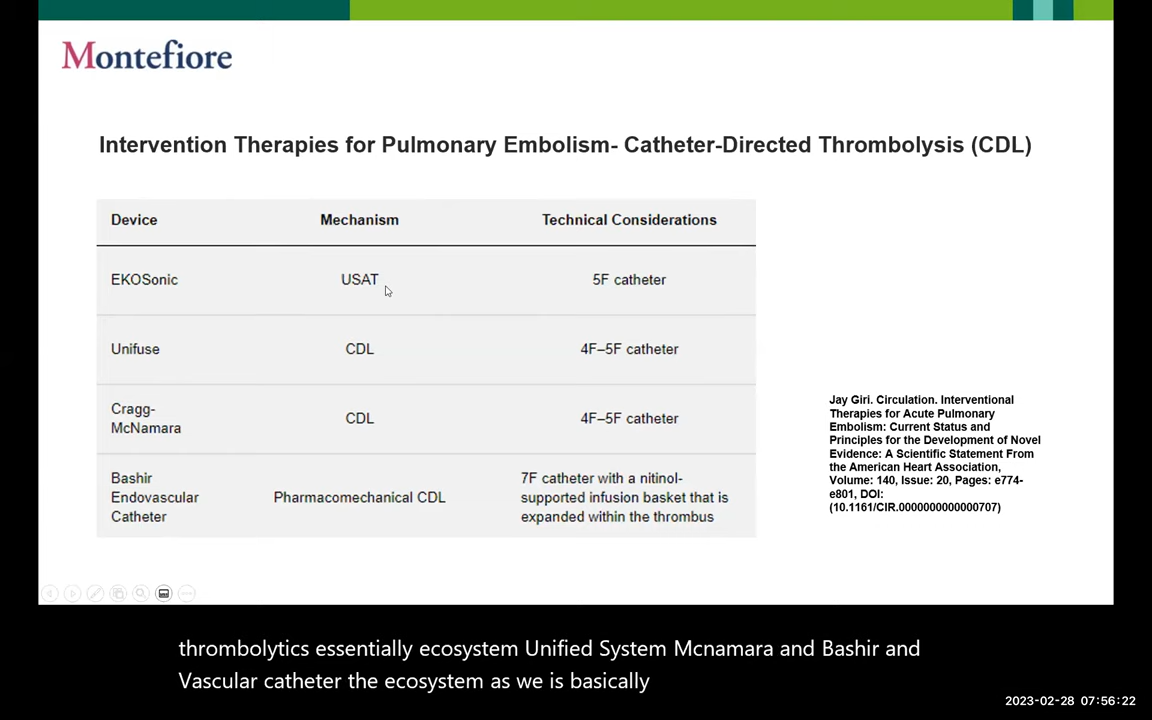 Montefiore
Intervention Therapies for Pulmonary Embolism- Catheter-Directed Thrombolysis (CDL)
Device Mechanism Technical Considerations
EKOSonic USAT 5F catheter
Unifuse CDL 4F–5F catheter
Cragg-
McNamara CDL 4F–5F catheter
Bashir
Endovascular
Catheter Pharmacomechanical CDL 7F catheter with a nitinol-
supported infusion basket that is
expanded within the thrombus
Jay Giri. Circulation. Interventional
Therapies for Acute Pulmonary
Embolism: Current Status and
Principles for the Development of Novel
Evidence: A Scientific Statement From
the American Heart Association,
Volume: 140, Issue: 20, Pages: e774-
e801, DOI:
(10.1161/CIR.0000000000000707)
thrombolytics essentially ecosystem Unified System Mcnamara and Bashir and
Vascular catheter the ecosystem as we is basically
2023-02-28 07:56:22